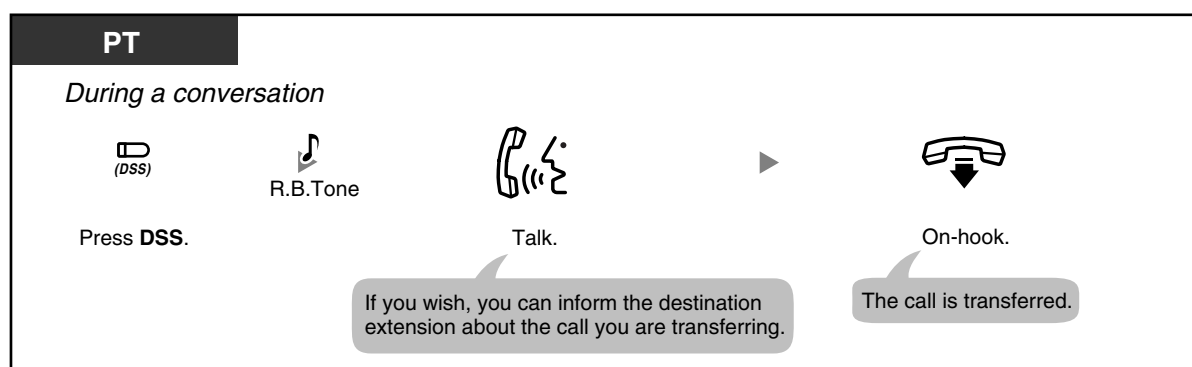 PT
During a conversation
(DSS)
R.B.Tone
Press DSS.
Talk.
On-hook.
If you wish, you can inform the destination
extension about the call you are transferring.
The call is transferred.